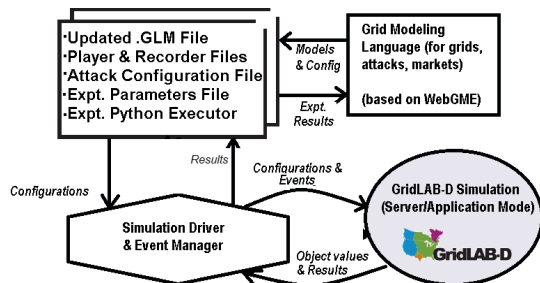 •Updated .GLM File
•Player & Recorder Files
•Attack Configuration File
•Expt. Parameters File
•Expt. Python Executor
Models
& Config
Expt.
Results
Grid Modeling
Language (for grids,
attacks, markets)
(based on WebGME)
Configurations
Results
Configurations &
Events
Simulation Driver
& Event Manager
GridLAB-D Simulation
(Server/Application Mode)
GridLAB-D
Object values
& Results